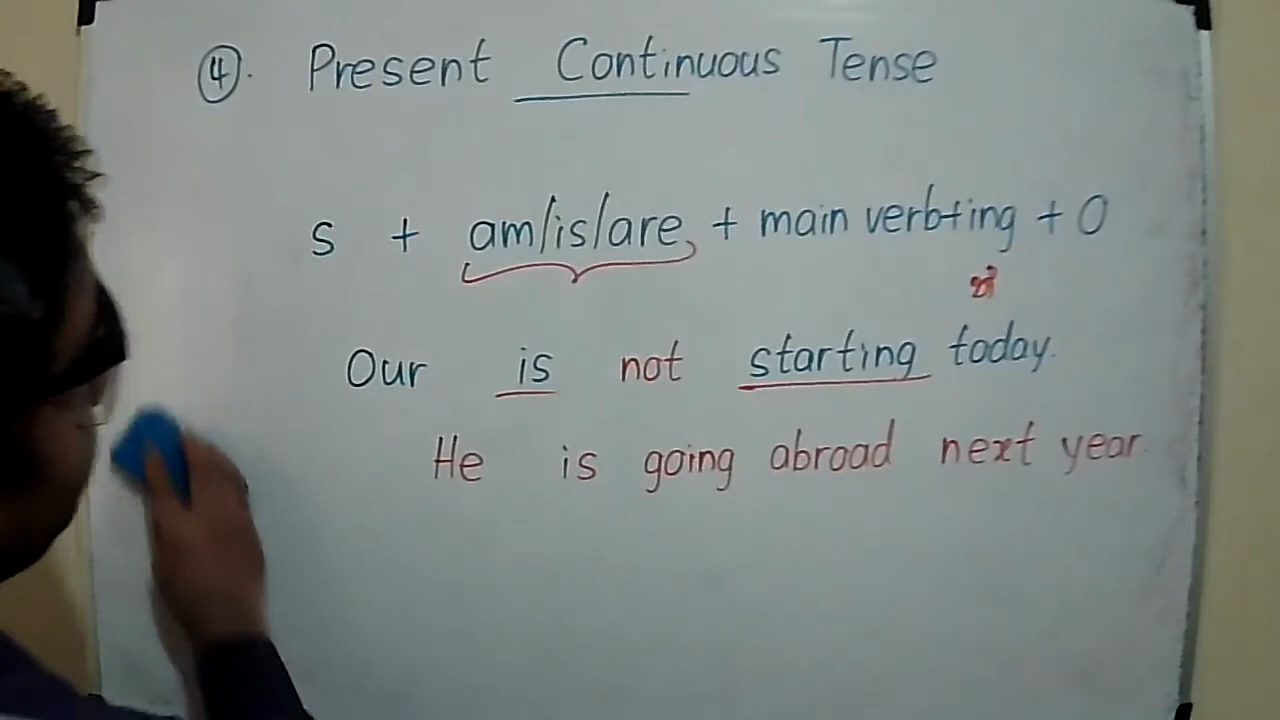 ④. Present Continuous Tense
S + am/is/are + main verb+ing + O
Our is not starting today.
He is going abroad next year.